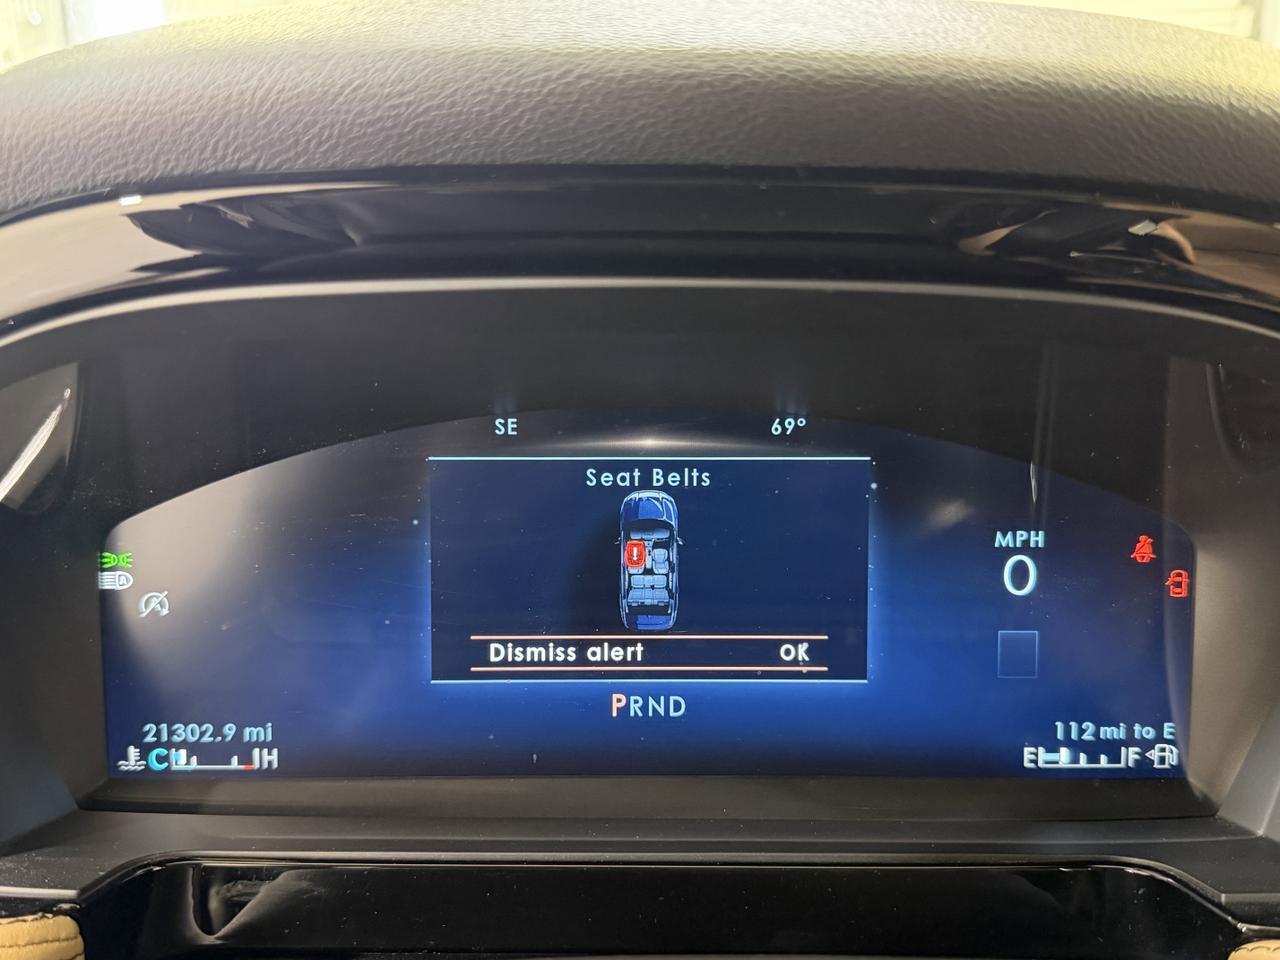 SE 69°
Seat Belts
!
Dismiss alert OK
MPH
0
A
PRND
21302.9 mi
C H
112 mi to E
E F